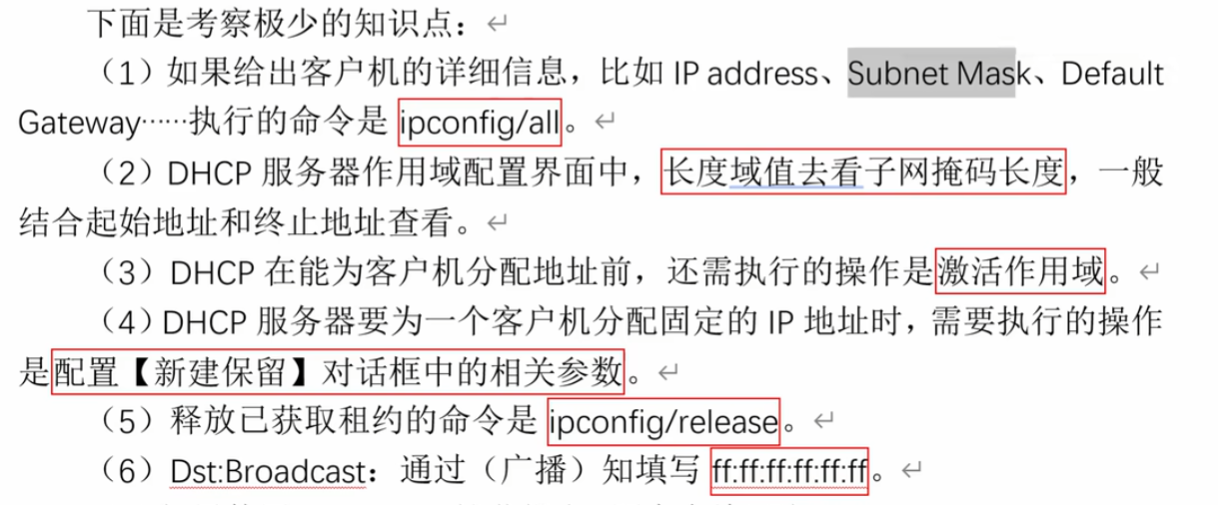 下面是考察极少的知识点：
（1）如果给出客户机的详细信息，比如 IP address、Subnet Mask、Default
Gateway……执行的命令是 ipconfig/all。
（2）DHCP 服务器作用域配置界面中，长度域值去看子网掩码长度，一般
结合起始地址和终止地址查看。
（3）DHCP 在能为客户机分配地址前，还需执行的操作是激活作用域。
（4）DHCP 服务器要为一个客户机分配固定的 IP 地址时，需要执行的操作
是配置【新建保留】对话框中的相关参数。
（5）释放已获取租约的命令是 ipconfig/release。
（6）Dst:Broadcast：通过（广播）知填写 ff:ff:ff:ff:ff:ff。